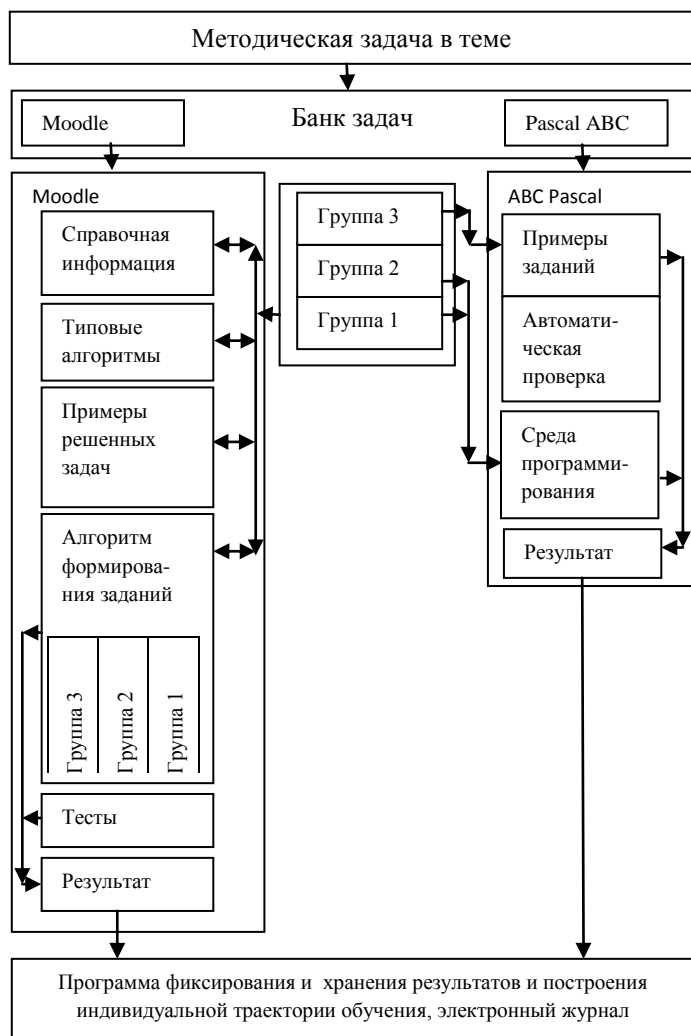 Методическая задача в теме
Банк задач
Moodle
Pascal ABC
Moodle
Справочная
информация
Типовые
алгоритмы
Примеры
решенных
задач
Алгоритм
формирова-
ния заданий
Группа 3
Группа 2
Группа 1
Тесты
Результат
Группа 3
Группа 2
Группа 1
ABC Pascal
Примеры
заданий
Автомати-
ческая
проверка
Среда
программи-
рования
Результат
Программа фиксирования и хранения результатов и построения
индивидуальной траектории обучения, электронный журнал